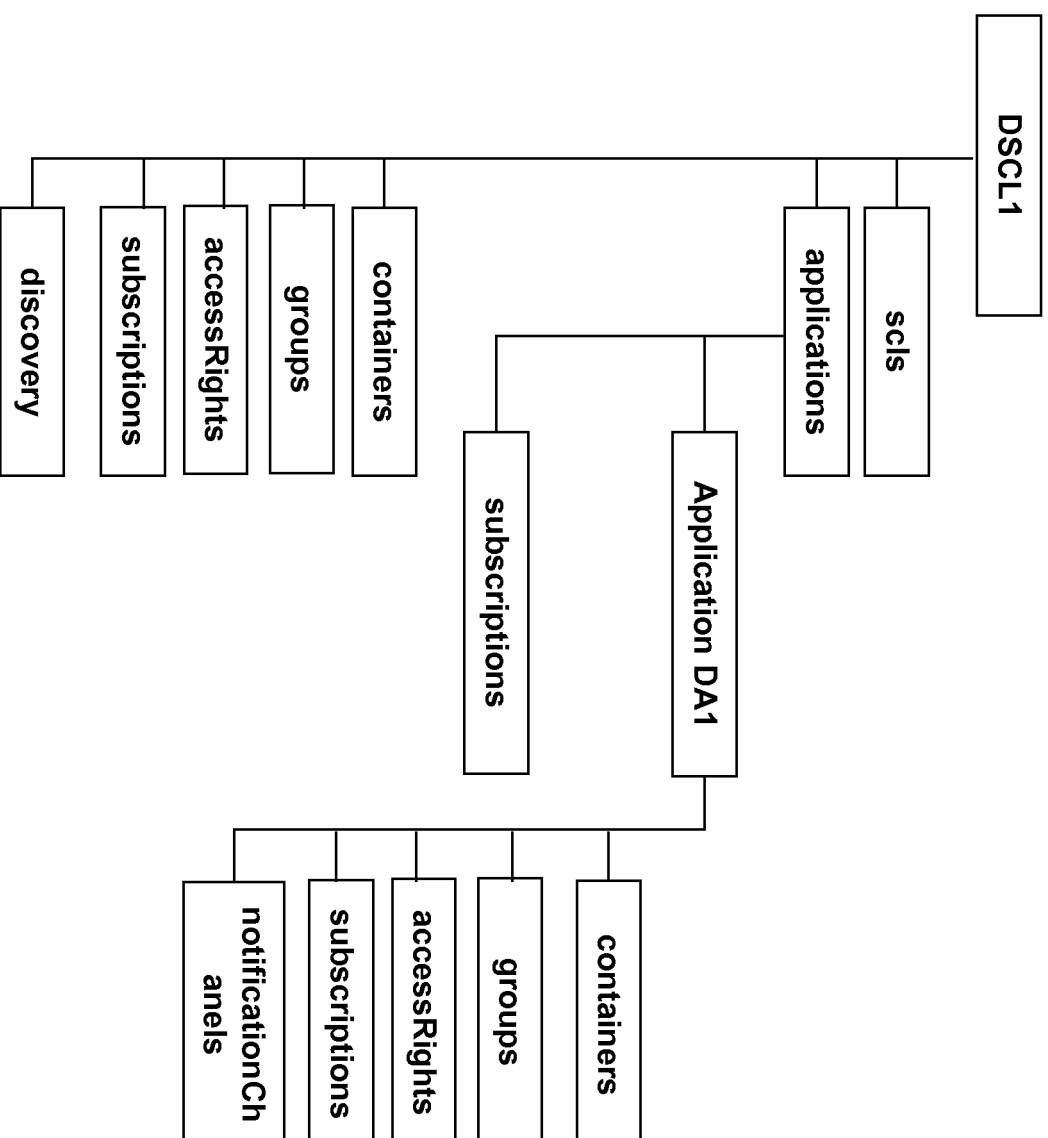 DSCL1
scls
applications
Application DA1
containers
groups
accessRights
subscriptions
notificationCh
anels
subscriptions
containers
groups
accessRights
subscriptions
discovery